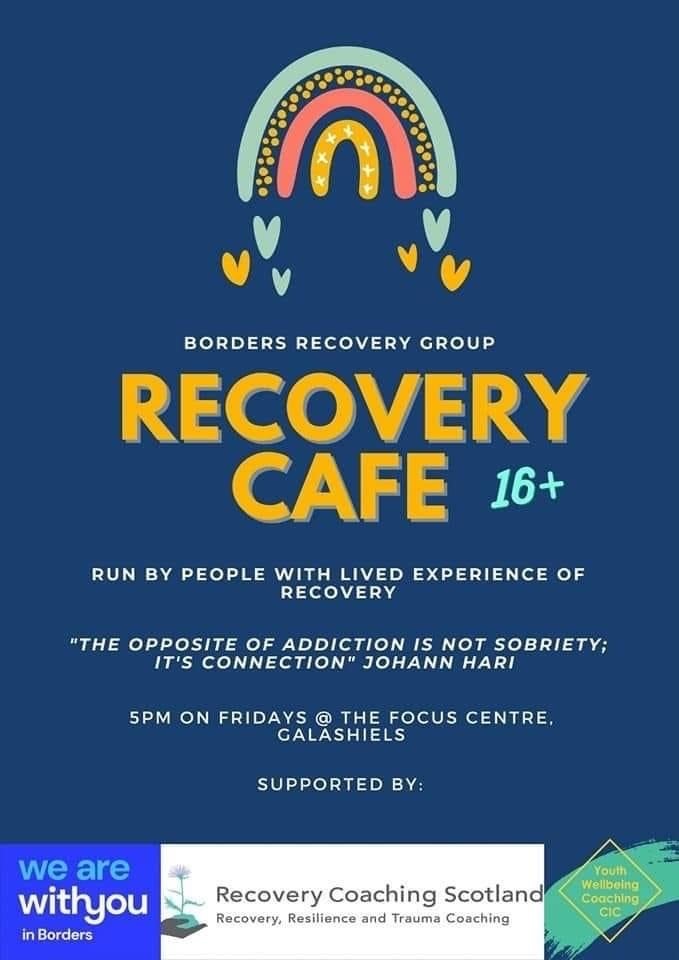 BORDERS RECOVERY GROUP
RECOVERY
CAFE 16+
RUN BY PEOPLE WITH LIVED EXPERIENCE OF
RECOVERY
"THE OPPOSITE OF ADDICTION IS NOT SOBRIETY;
IT'S CONNECTION" JOHANN HARI
5PM ON FRIDAYS @ THE FOCUS CENTRE,
GALASHIELS
SUPPORTED BY:
we are
withyou
in Borders
Recovery Coaching Scotland
Recovery, Resilience and Trauma Coaching
Youth
Wellbeing
Coaching
CIC